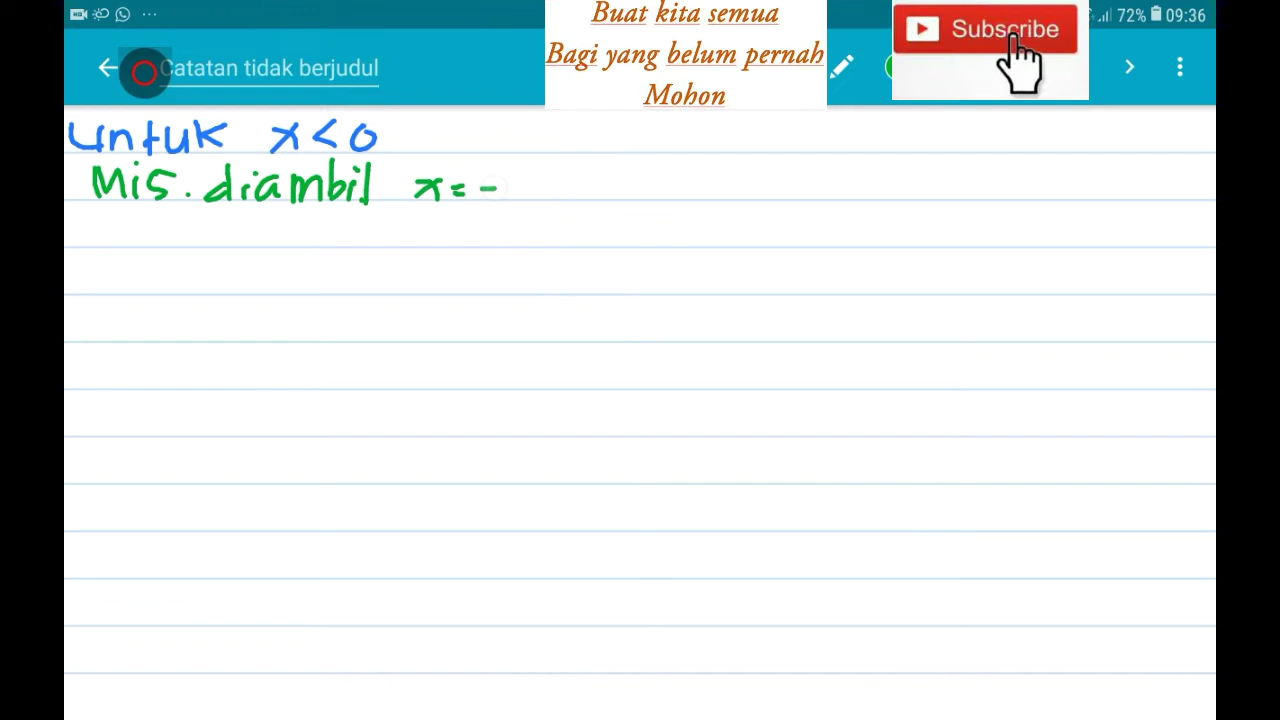 Buat kita semua
Bagi yang belum pernah
Mohon
Subscribe
72% 09:36
Catatan tidak berjudul
Untuk x < 0
Mis. diambil x = -